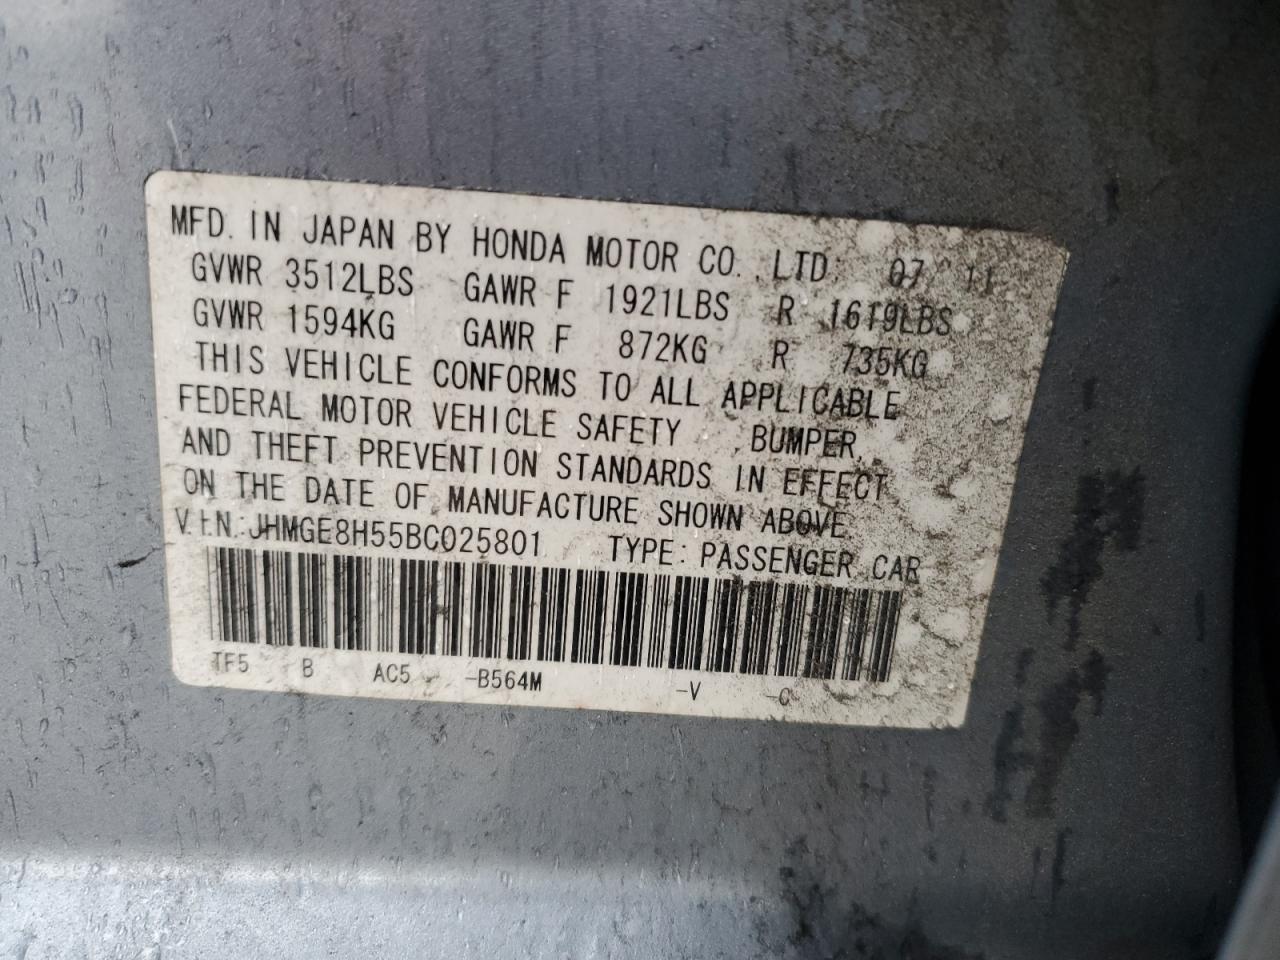 MFD. IN JAPAN BY HONDA MOTOR CO., LTD. 07/11
GVWR 3512LBS GAWR F 1921LBS R 1619LBS
GVWR 1594KG GAWR F 872KG R 735KG
THIS VEHICLE CONFORMS TO ALL APPLICABLE
FEDERAL MOTOR VEHICLE SAFETY, BUMPER,
AND THEFT PREVENTION STANDARDS IN EFFECT
ON THE DATE OF MANUFACTURE SHOWN ABOVE.
V.I.N.: JHMGE8H55BC025801 TYPE: PASSENGER CAR
TF5 B AC5 -B564M -V -C